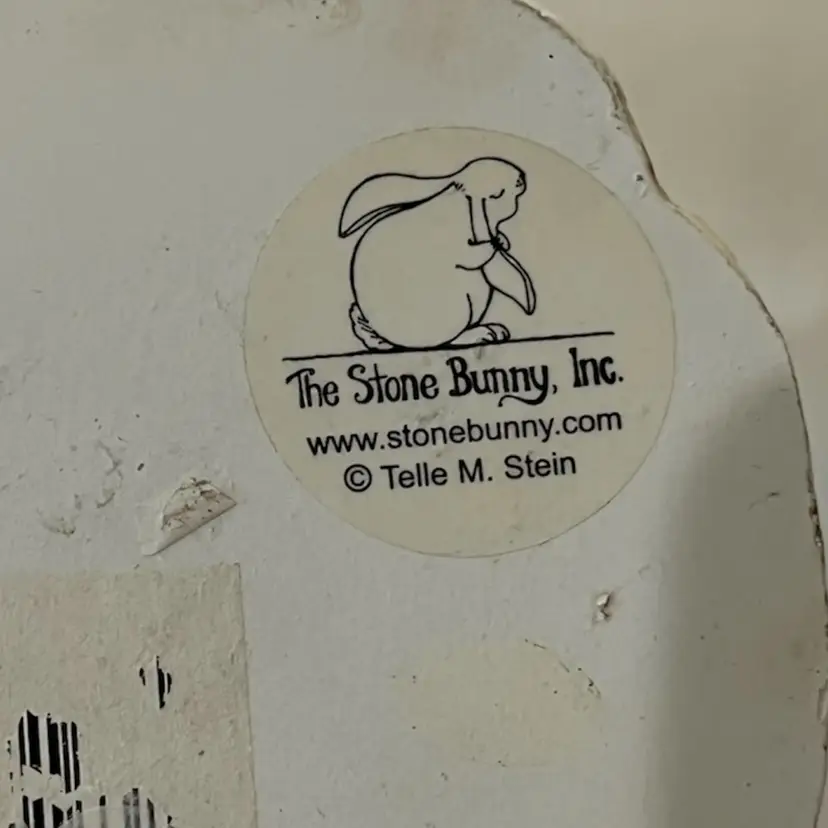 The Stone Bunny, Inc.
www.stonebunny.com
© Telle M. Stein